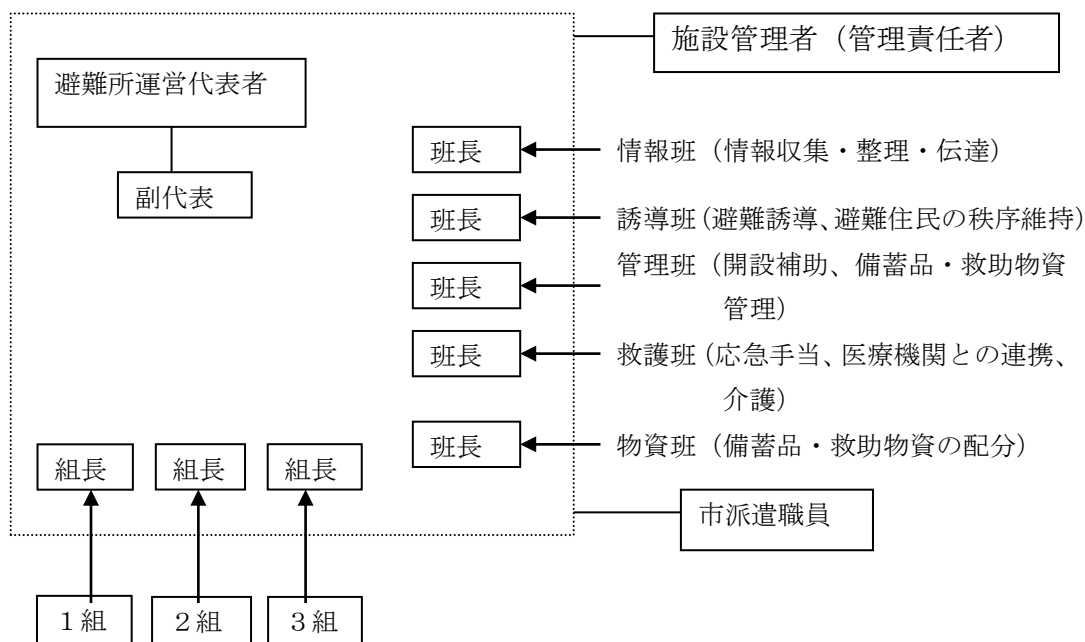 施設管理者（管理責任者）
避難所運営代表者
副代表
班長
情報班（情報収集・整理・伝達）
班長
誘導班（避難誘導、避難住民の秩序維持）
班長
管理班（開設補助、備蓄品・救助物資
管理）
班長
救護班（応急手当、医療機関との連携、
介護）
班長
物資班（備蓄品・救助物資の配分）
組長
組長
組長
市派遣職員
１組
２組
３組